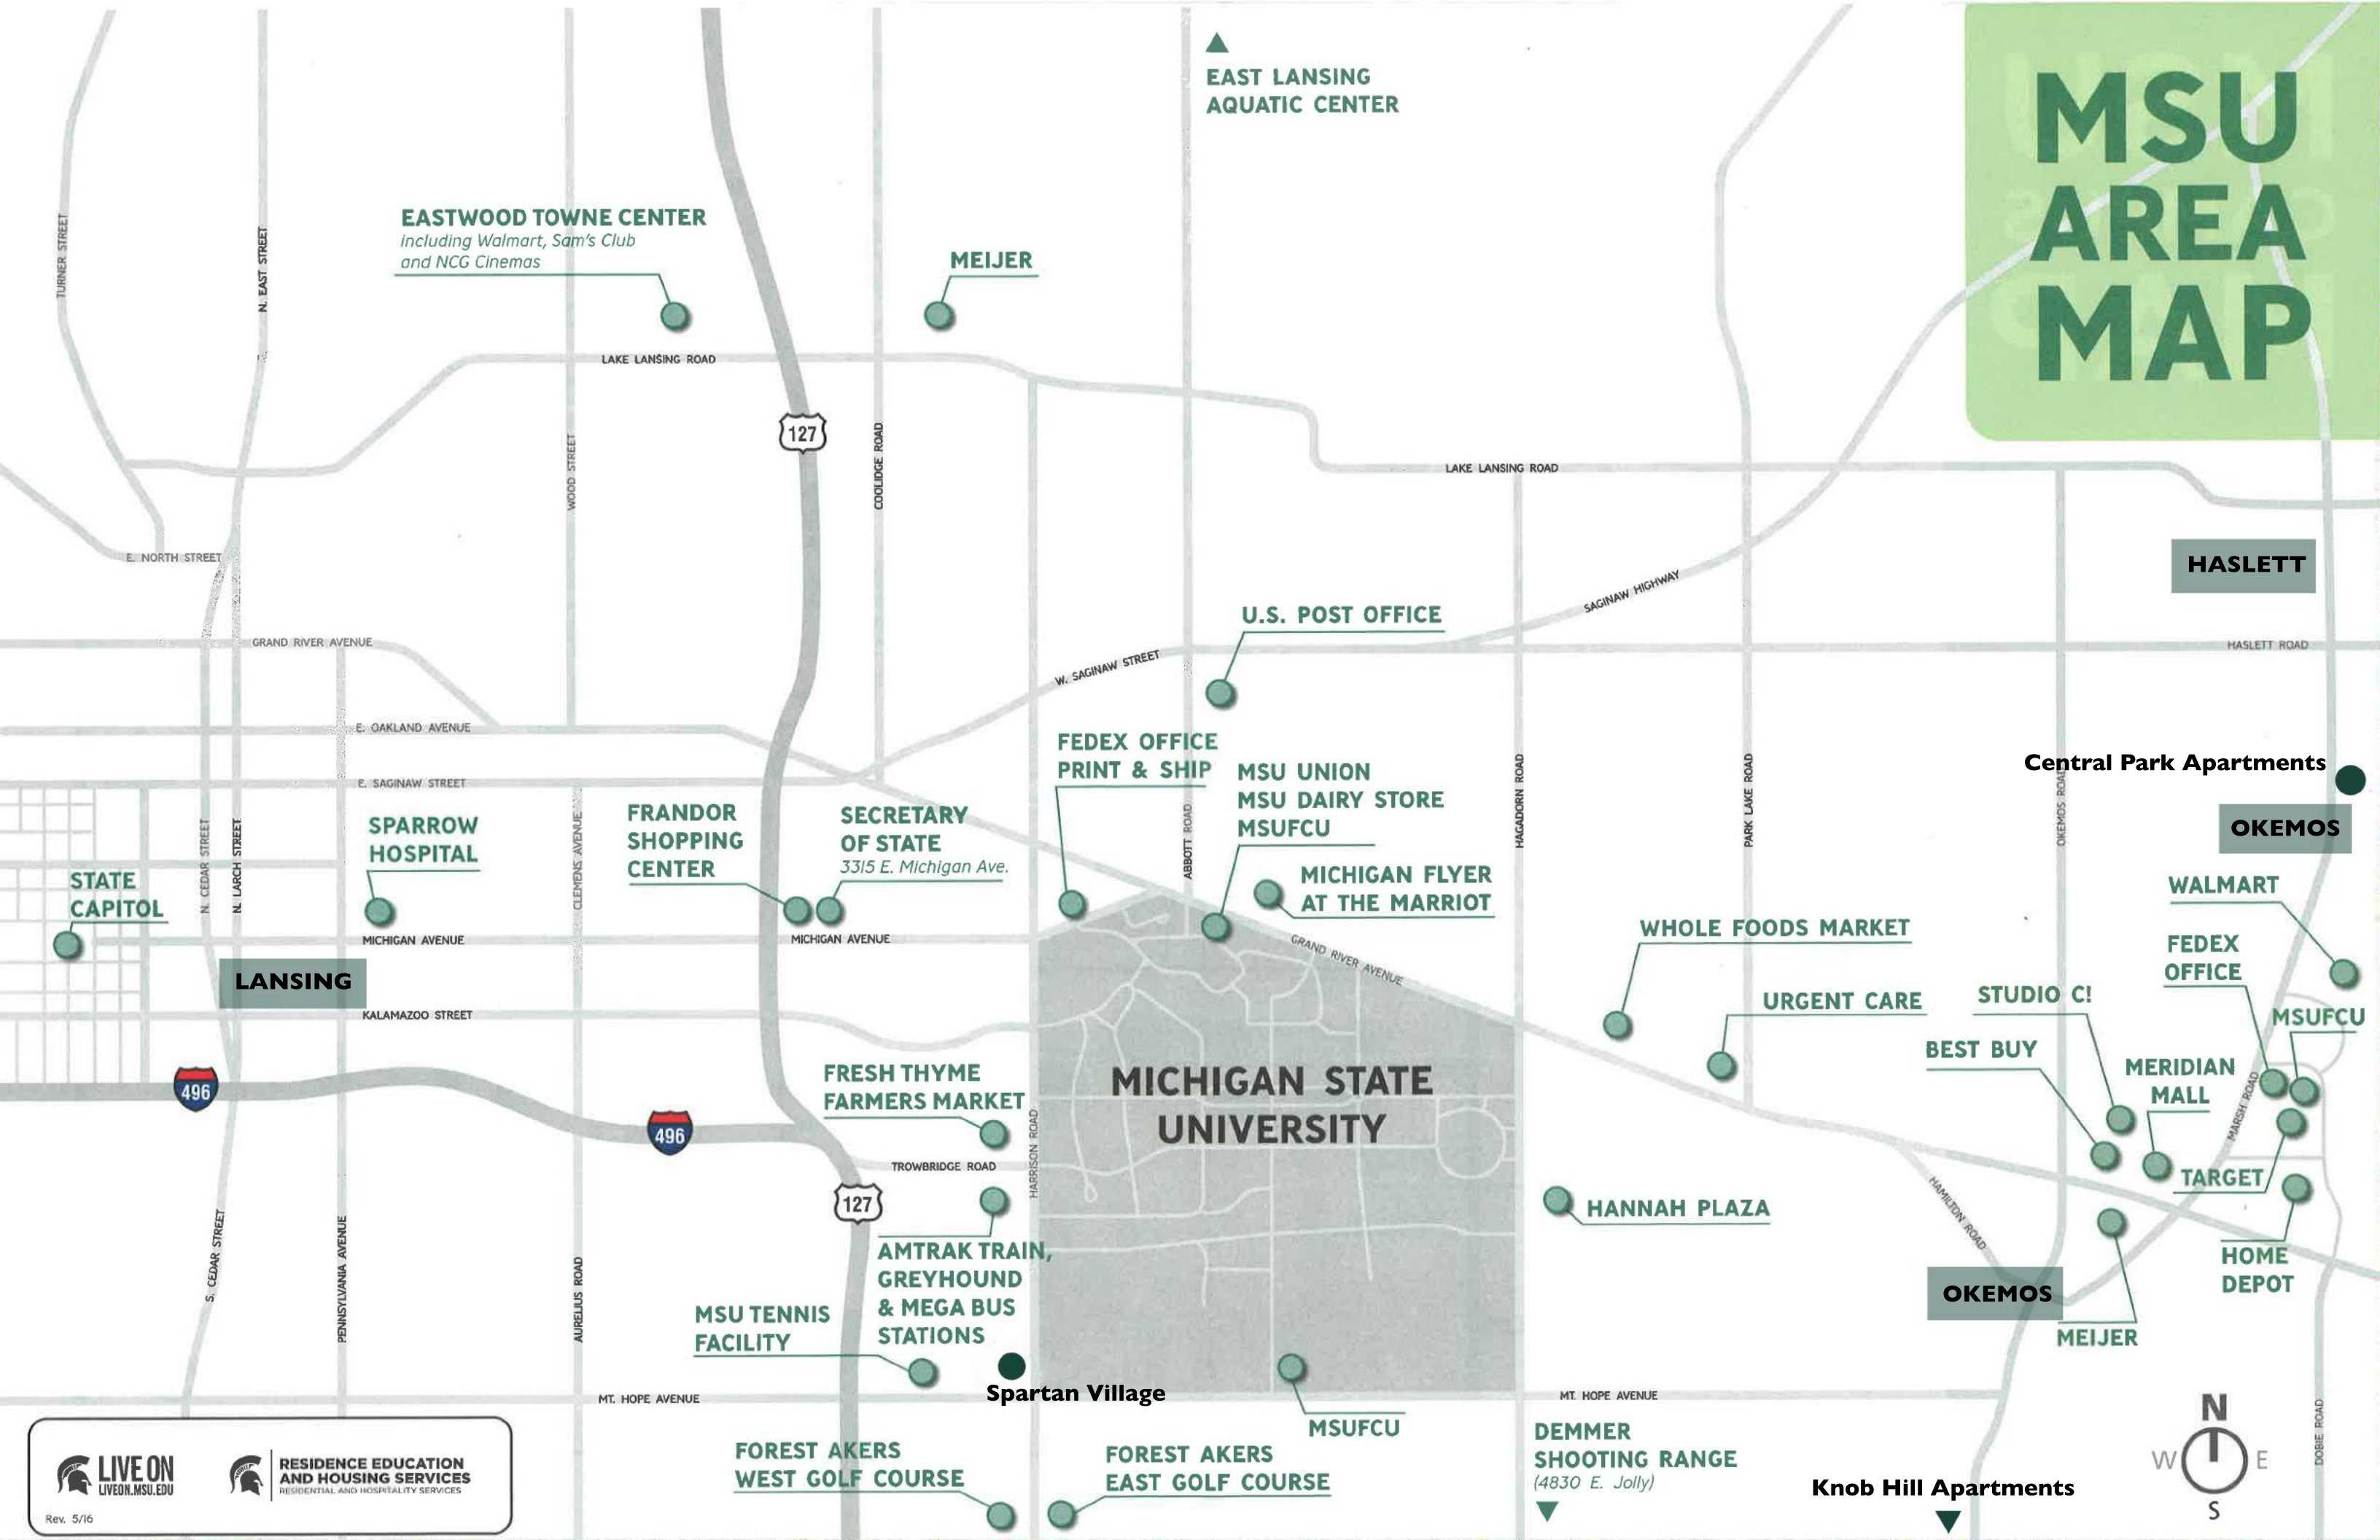 MSU
AREA
MAP
EAST LANSING
AQUATIC CENTER
EASTWOOD TOWNE CENTER
including Walmart, Sam's Club
and NCG Cinemas
MEIJER
TURNER STREET
N. EAST STREET
LAKE LANSING ROAD
127
WOOD STREET
COOLIDGE ROAD
LAKE LANSING ROAD
E. NORTH STREET
HASLETT
SAGINAW HIGHWAY
U.S. POST OFFICE
GRAND RIVER AVENUE
HASLETT ROAD
W. SAGINAW STREET
E. OAKLAND AVENUE
FEDEX OFFICE
PRINT & SHIP
MSU UNION
MSU DAIRY STORE
MSUFCU
Central Park Apartments
E. SAGINAW STREET
OKEMOS ROAD
HAGADORN ROAD
PARK LAKE ROAD
ABBOTT ROAD
N. CEDAR STREET
N. LARCH STREET
CLEMENS AVENUE
SPARROW
HOSPITAL
FRANDOR
SHOPPING
CENTER
SECRETARY
OF STATE
3315 E. Michigan Ave.
OKEMOS
STATE
CAPITOL
MICHIGAN FLYER
AT THE MARRIOT
WALMART
WHOLE FOODS MARKET
MICHIGAN AVENUE
MICHIGAN AVENUE
GRAND RIVER AVENUE
FEDEX
OFFICE
LANSING
URGENT CARE
STUDIO C!
MSUFCU
KALAMAZOO STREET
BEST BUY
MERIDIAN
MALL
496
FRESH THYME
FARMERS MARKET
MICHIGAN STATE
UNIVERSITY
496
MARSH ROAD
HARRISON ROAD
TROWBRIDGE ROAD
TARGET
127
HANNAH PLAZA
HAMILTON ROAD
S. CEDAR STREET
PENNSYLVANIA AVENUE
AURELIUS ROAD
AMTRAK TRAIN,
GREYHOUND
& MEGA BUS
STATIONS
HOME
DEPOT
OKEMOS
MSU TENNIS
FACILITY
MEIJER
Spartan Village
MT. HOPE AVENUE
MT. HOPE AVENUE
MSUFCU
DEMMER
SHOOTING RANGE
(4830 E. Jolly)
FOREST AKERS
WEST GOLF COURSE
FOREST AKERS
EAST GOLF COURSE
Knob Hill Apartments
DOBIE ROAD
N
W
E
S
LIVE ON
LIVEON.MSU.EDU
RESIDENCE EDUCATION
AND HOUSING SERVICES
RESIDENTIAL AND HOSPITALITY SERVICES
Rev. 5/16